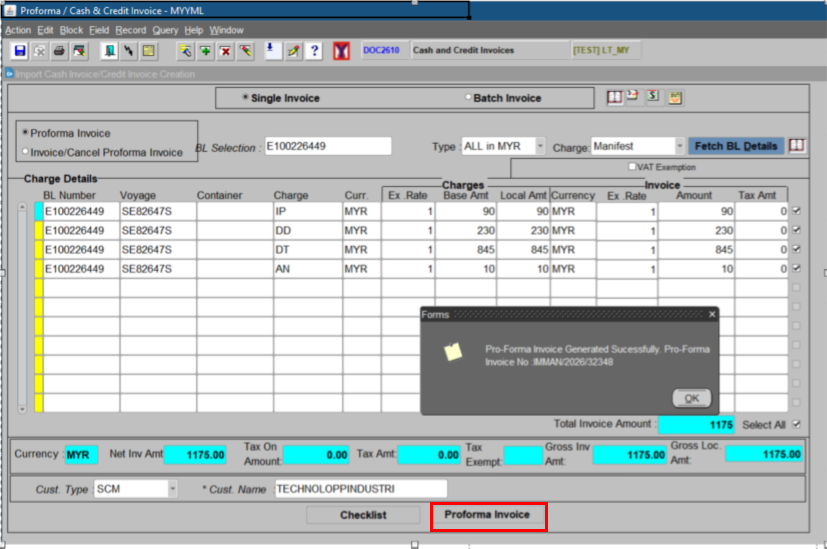 Proforma / Cash & Credit Invoice - MYYML
Action Edit Block Field Record Query Help Window
DOC2610 Cash and Credit Invoices [TEST] LT_MY
Import Cash Invoice/Credit Invoice Creation
Single Invoice Batch Invoice
Proforma Invoice
Invoice/Cancel Proforma Invoice
BL Selection : E100226449 Type : ALL in MYR Charge: Manifest Fetch BL Details
VAT Exemption
Charge Details
Charges Invoice
BL Number Voyage Container Charge Curr. Ex .Rate Base Amt Local Amt Currency Ex .Rate Amount Tax Amt
E100226449 SE82647S IP MYR 1 90 90 MYR 1 90 0
E100226449 SE82647S DD MYR 1 230 230 MYR 1 230 0
E100226449 SE82647S DT MYR 1 845 845 MYR 1 845 0
E100226449 SE82647S AN MYR 1 10 10 MYR 1 10 0
Forms
Pro-Forma Invoice Generated Sucessfully. Pro-Forma
Invoice No :IMMAN/2026/32348
OK
Total Invoice Amount : 1175 Select All
Currency : MYR Net Inv Amt 1175.00 Tax On Amount: 0.00 Tax Amt: 0.00 Tax Exempt: Gross Inv Amt: 1175.00 Gross Loc. Amt: 1175.00
Cust. Type : SCM * Cust. Name : TECHNOLOPPINDUSTRI
Checklist Proforma Invoice